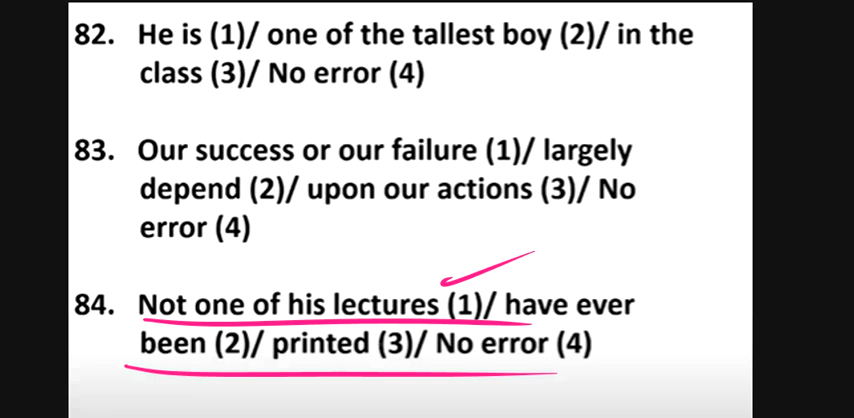 82. He is (1)/ one of the tallest boy (2)/ in the
class (3)/ No error (4)
83. Our success or our failure (1)/ largely
depend (2)/ upon our actions (3)/ No
error (4)
84. Not one of his lectures (1)/ have ever
been (2)/ printed (3)/ No error (4)